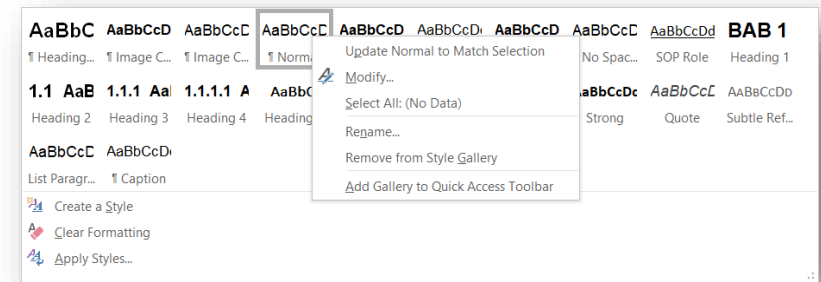 AaBbC AaBbCcD AaBbCcD AaBbCcD AaBbCcD AaBbCcDc AaBbCcD AaBbCcD AaBbCcDd BAB 1
¶ Heading... ¶ Image C... ¶ Image C... ¶ Norma No Spac... SOP Role Heading 1
Update Normal to Match Selection
Modify...
Select All: (No Data)
Rename...
Remove from Style Gallery
Add Gallery to Quick Access Toolbar
1.1 AaB 1.1.1 Aa 1.1.1.1 A AaBbC aBbCcDc AaBbCcD AaBbCcDd
Heading 2 Heading 3 Heading 4 Heading Strong Quote Subtle Ref...
AaBbCcD AaBbCcDc
List Paragr... ¶ Caption
Create a Style
Clear Formatting
Apply Styles...